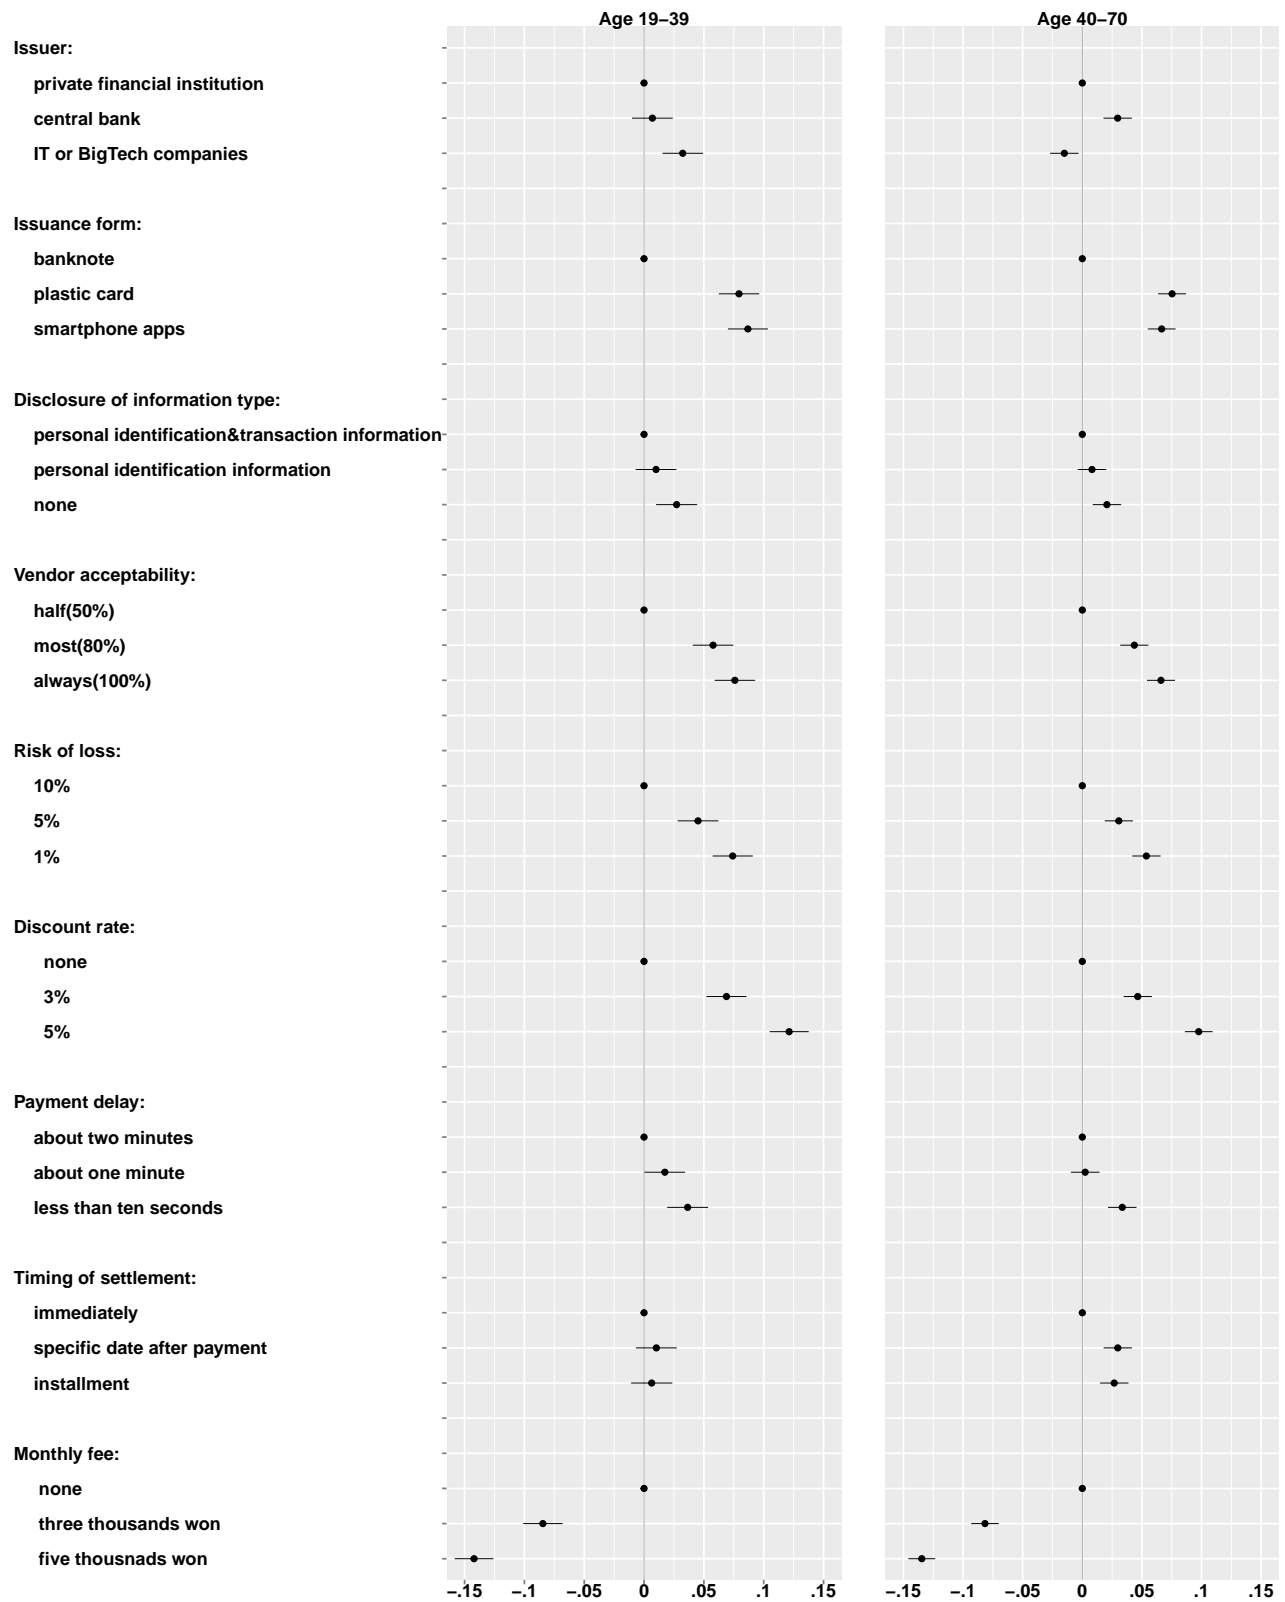 Age 19–39 Age 40–70
Issuer:
private financial institution
central bank
IT or BigTech companies
Issuance form:
banknote
plastic card
smartphone apps
Disclosure of information type:
personal identification&transaction information
personal identification information
none
Vendor acceptability:
half(50%)
most(80%)
always(100%)
Risk of loss:
10%
5%
1%
Discount rate:
none
3%
5%
Payment delay:
about two minutes
about one minute
less than ten seconds
Timing of settlement:
immediately
specific date after payment
installment
Monthly fee:
none
three thousands won
five thousnads won
−.15 −.1 −.05 0 .05 .1 .15 −.15 −.1 −.05 0 .05 .1 .15